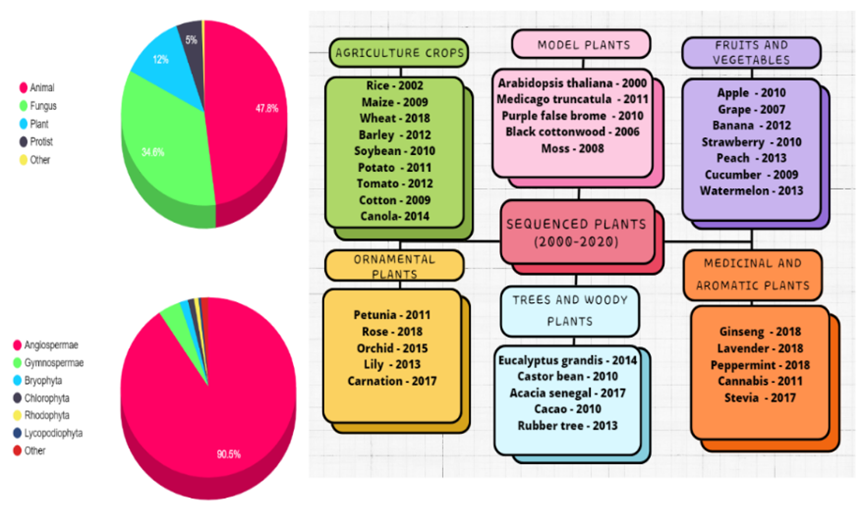 5%
12%
47.8%
34.6%
Animal
Fungus
Plant
Protist
Other
Angiospermae
Gymnospermae
Bryophyta
Chlorophyta
Rhodophyta
Lycopodiophyta
Other
90.5%
AGRICULTURE CROPS
Rice - 2002
Maize - 2009
Wheat - 2018
Barley - 2012
Soybean - 2010
Potato - 2011
Tomato - 2012
Cotton - 2009
Canola- 2014
MODEL PLANTS
Arabidopsis thaliana - 2000
Medicago truncatula - 2011
Purple false brome - 2010
Black cottonwood - 2006
Moss - 2008
FRUITS AND
VEGETABLES
Apple - 2010
Grape - 2007
Banana - 2012
Strawberry - 2010
Peach - 2013
Cucumber - 2009
Watermelon - 2013
SEQUENCED PLANTS
(2000-2020)
ORNAMENTAL
PLANTS
Petunia - 2011
Rose - 2018
Orchid - 2015
Lily - 2013
Carnation - 2017
TREES AND WOODY
PLANTS
Eucalyptus grandis - 2014
Castor bean - 2010
Acacia senegal - 2017
Cacao - 2010
Rubber tree - 2013
MEDICINAL AND
AROMATIC PLANTS
Ginseng - 2018
Lavender - 2018
Peppermint - 2018
Cannabis - 2011
Stevia - 2017